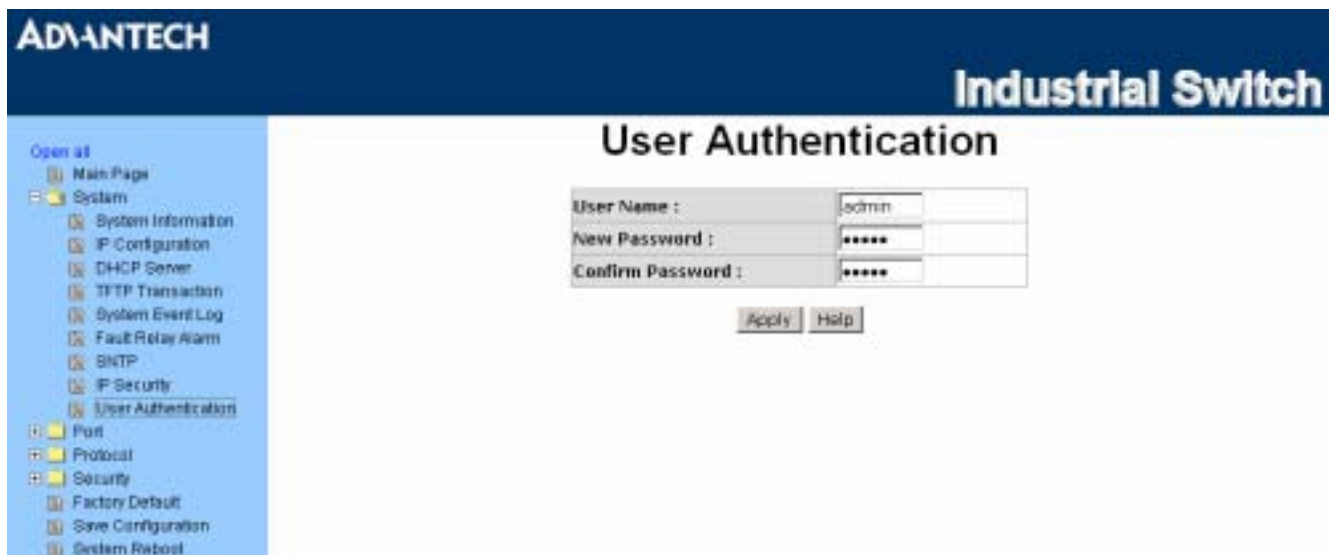 ADVANTECH
Industrial Switch
Open all
Main Page
System
System Information
IP Configuration
DHCP Server
TFTP Transaction
System Event Log
Fault Relay Alarm
SNTP
IP Security
User Authentication
Port
Protocol
Security
Factory Default
Save Configuration
System Reboot
User Authentication
User Name : admin
New Password : •••••
Confirm Password : •••••
Apply Help